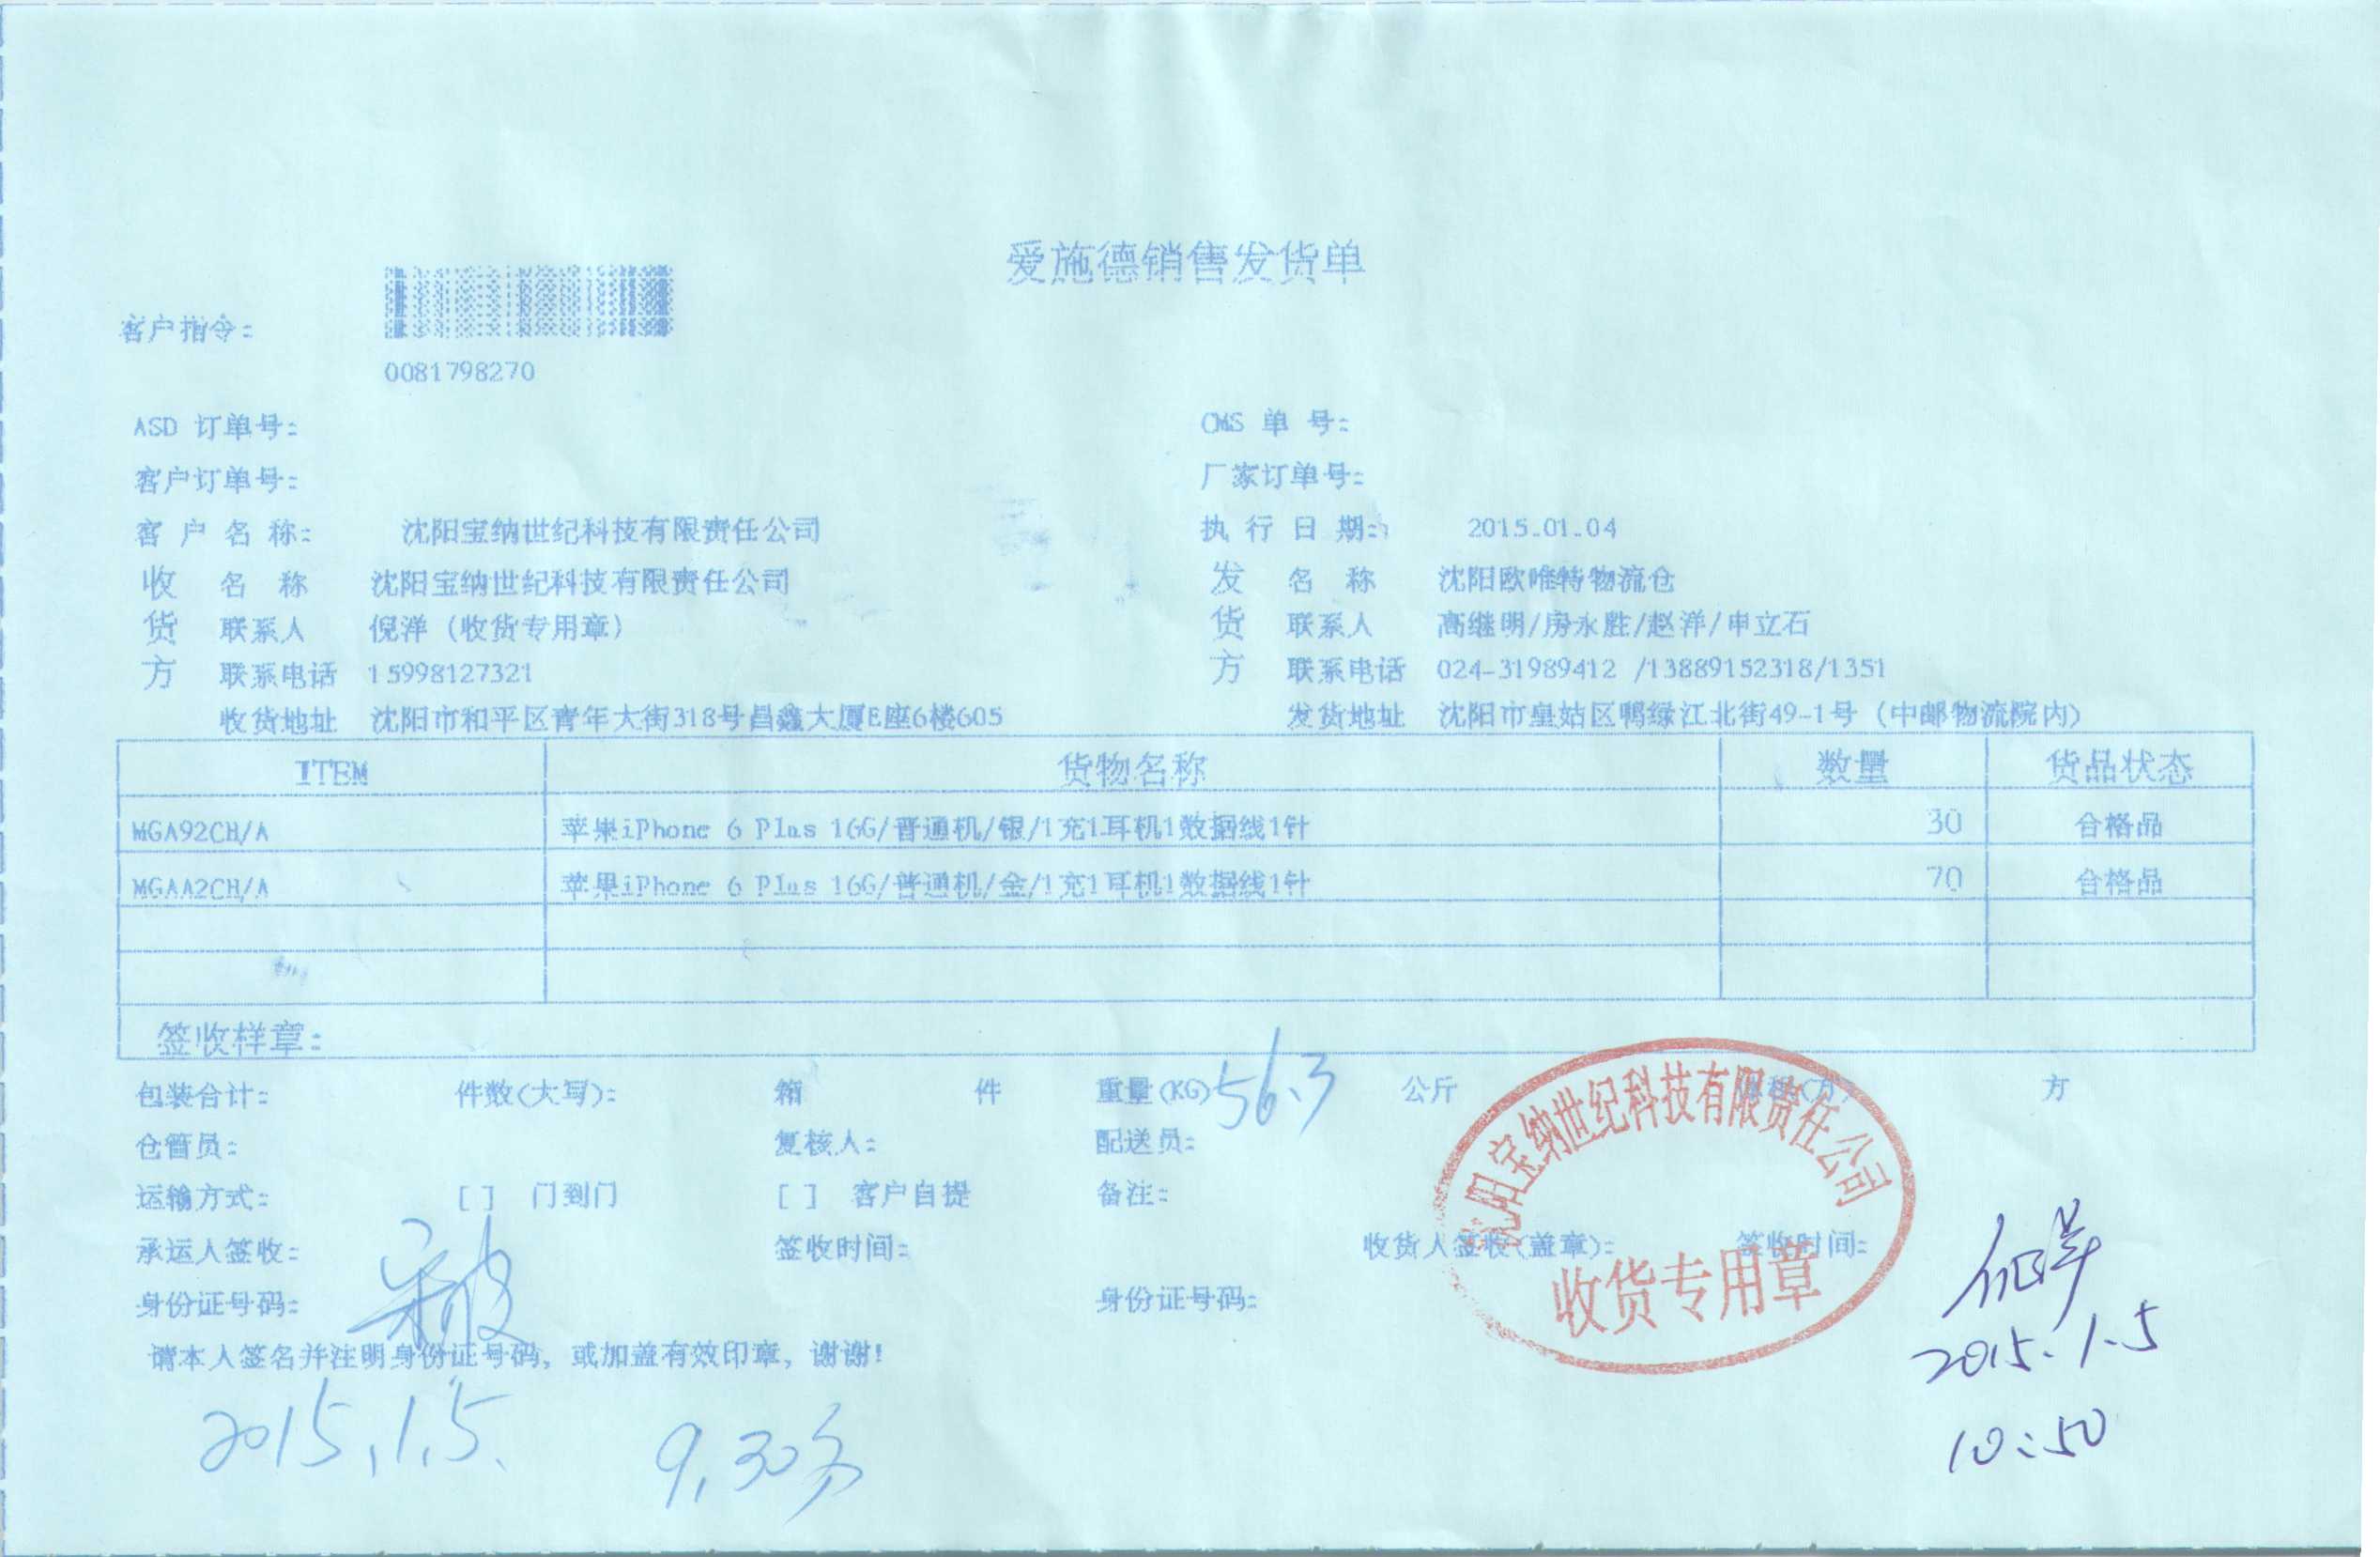 爱施德销售发货单
客户指令:
0081798270
ASD 订单号: CMS 单 号:
客户订单号: 厂家订单号:
客 户 名 称: 沈阳宝纳世纪科技有限责任公司 执 行 日 期: 2015.01.04
收 名 称 沈阳宝纳世纪科技有限责任公司 发 名 称 沈阳欧唯特物流仓
货 联系人 倪洋 (收货专用章) 货 联系人 高继明/房永胜/赵洋/申立石
方 联系电话 15998127321 方 联系电话 024-31989412 /13889152318/1351
收货地址 沈阳市和平区青年大街318号昌鑫大厦E座6楼605 发货地址 沈阳市皇姑区鸭绿江北街49-1号 (中邮物流院内)
ITEM 货物名称 数量 货品状态
MGA92CH/A 苹果iPhone 6 Plus 16G/普通机/银/1充1耳机1数据线1针 30 合格品
MGAA2CH/A 苹果iPhone 6 Plus 16G/普通机/金/1充1耳机1数据线1针 70 合格品
签收样章:
包装合计: 件数(大写): 箱 件 重量(KG) 56.3 公斤 体积(方) 方
仓管员: 复核人: 配送员:
运输方式: [ ] 门到门 [ ] 客户自提 备注:
承运人签收: 签收时间: 收货人签收(盖章): 签收时间:
身份证号码: 身份证号码:
请本人签名并注明身份证号码, 或加盖有效印章, 谢谢!
沈阳宝纳世纪科技有限责任公司
收货专用章
倪洋
2015.1.5
10:50
2015,1,5.
9,30分